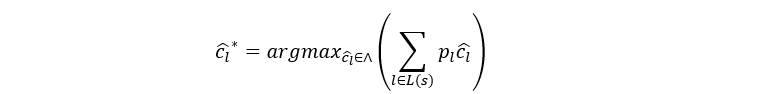 ĉ_l* = argmax_{ĉ_l∈Λ} (∑_{l∈L(s)} p_l ĉ_l)